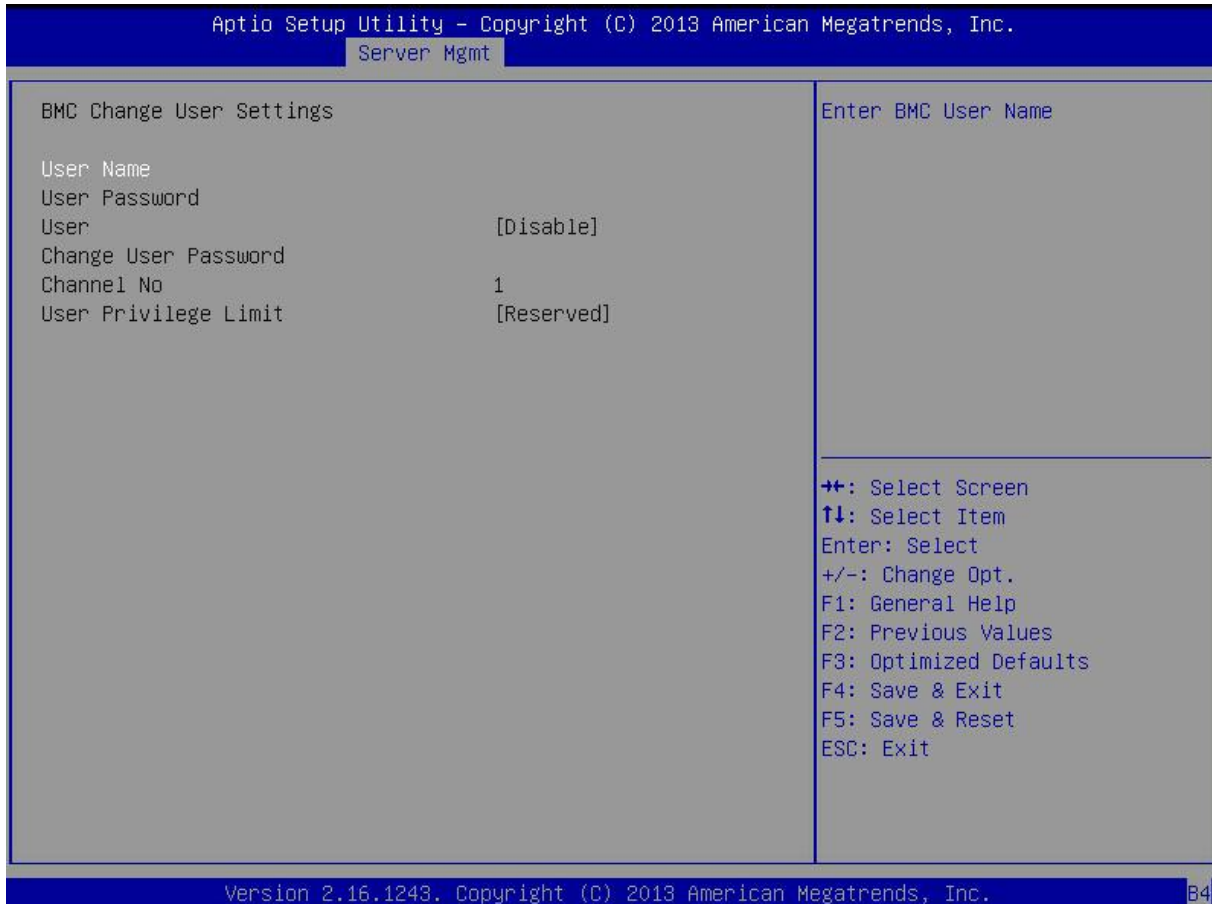 Aptio Setup Utility – Copyright (C) 2013 American Megatrends, Inc.
Server Mgmt
BMC Change User Settings
User Name
User Password
User [Disable]
Change User Password
Channel No 1
User Privilege Limit [Reserved]
Enter BMC User Name
→←: Select Screen
↑↓: Select Item
Enter: Select
+/-: Change Opt.
F1: General Help
F2: Previous Values
F3: Optimized Defaults
F4: Save & Exit
F5: Save & Reset
ESC: Exit
Version 2.16.1243. Copyright (C) 2013 American Megatrends, Inc.
B4